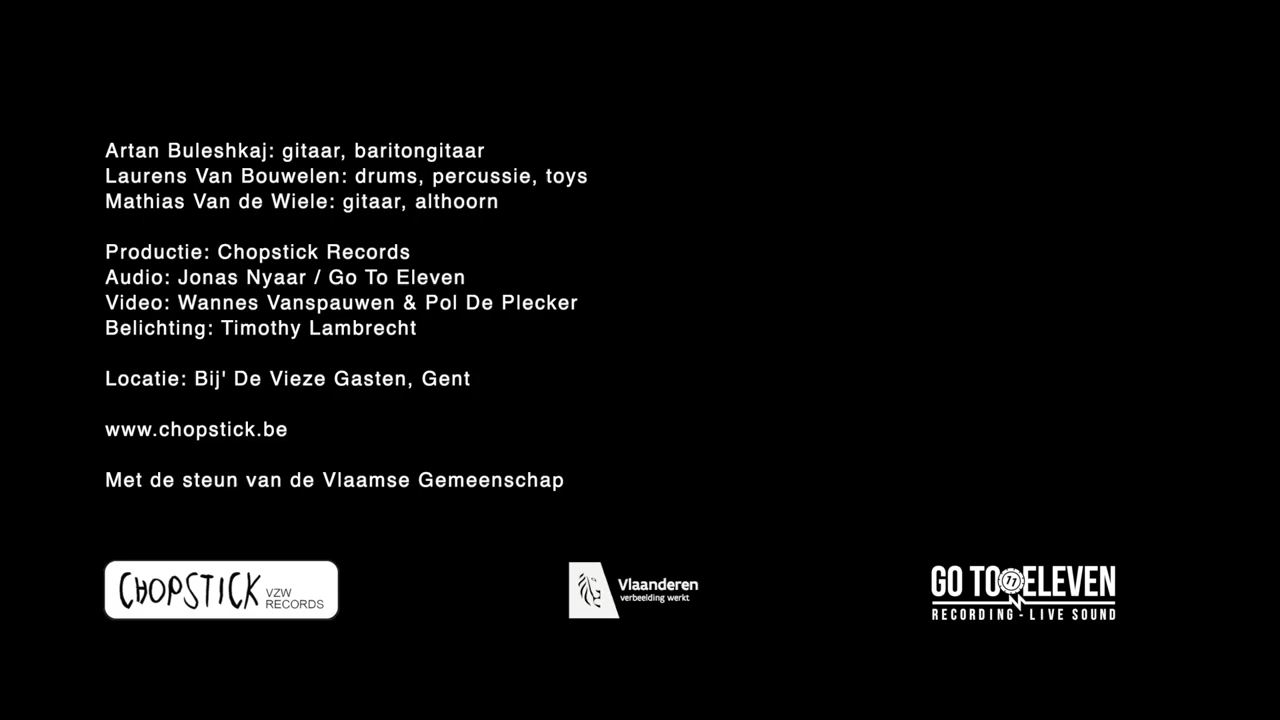 Artan Buleshkaj: gitaar, baritongitaar
Laurens Van Bouwelen: drums, percussie, toys
Mathias Van de Wiele: gitaar, althoorn
Productie: Chopstick Records
Audio: Jonas Nyaar / Go To Eleven
Video: Wannes Vanspauwen & Pol De Plecker
Belichting: Timothy Lambrecht
Locatie: Bij' De Vieze Gasten, Gent
www.chopstick.be
Met de steun van de Vlaamse Gemeenschap
CHOPSTICK VZW
RECORDS
Vlaanderen
verbeelding werkt
GO TO 11 ELEVEN
RECORDING - LIVE SOUND